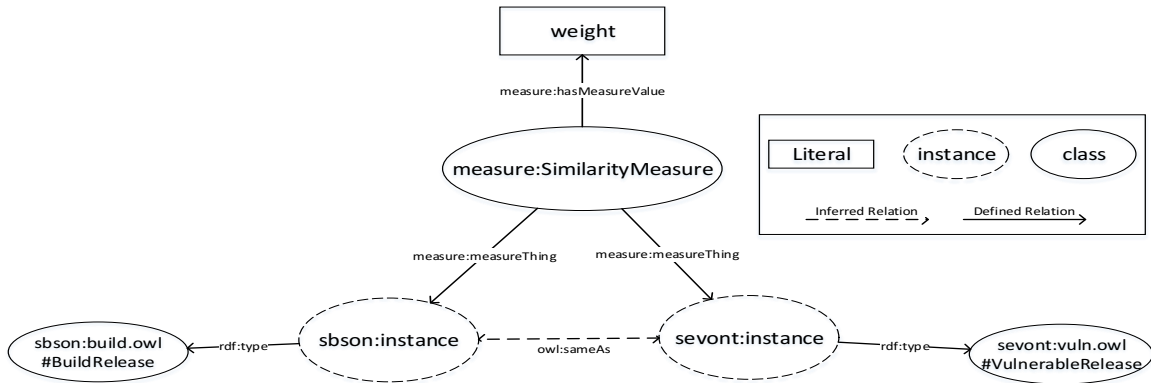 weight
measure:hasMeasureValue
measure:SimilarityMeasure
Literal
instance
class
Inferred Relation
Defined Relation
measure:measureThing
measure:measureThing
sbson:build.owl
#BuildRelease
rdf:type
sbson:instance
owl:sameAs
sevont:instance
rdf:type
sevont:vuln.owl
#VulnerableRelease